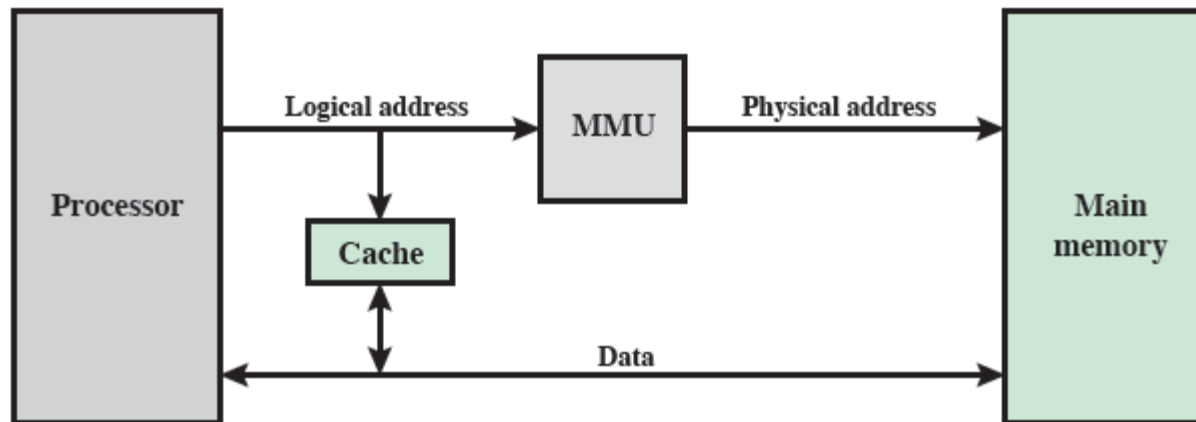 Logical address
MMU
Physical address
Processor
Main
memory
Cache
Data